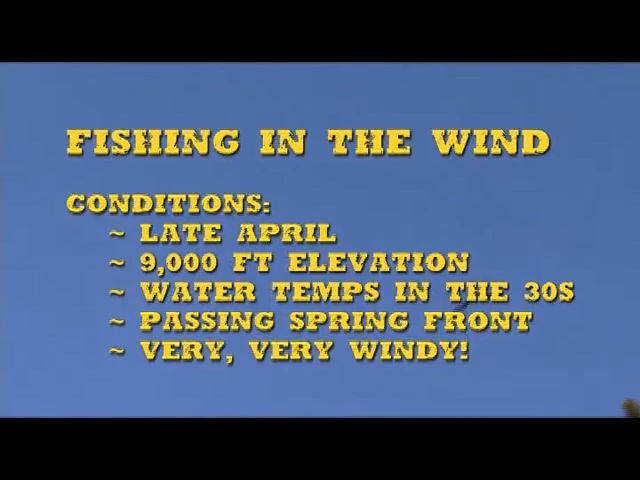 FISHING IN THE WIND
CONDITIONS:
~ LATE APRIL
~ 9,000 FT ELEVATION
~ WATER TEMPS IN THE 30S
~ PASSING SPRING FRONT
~ VERY, VERY WINDY!